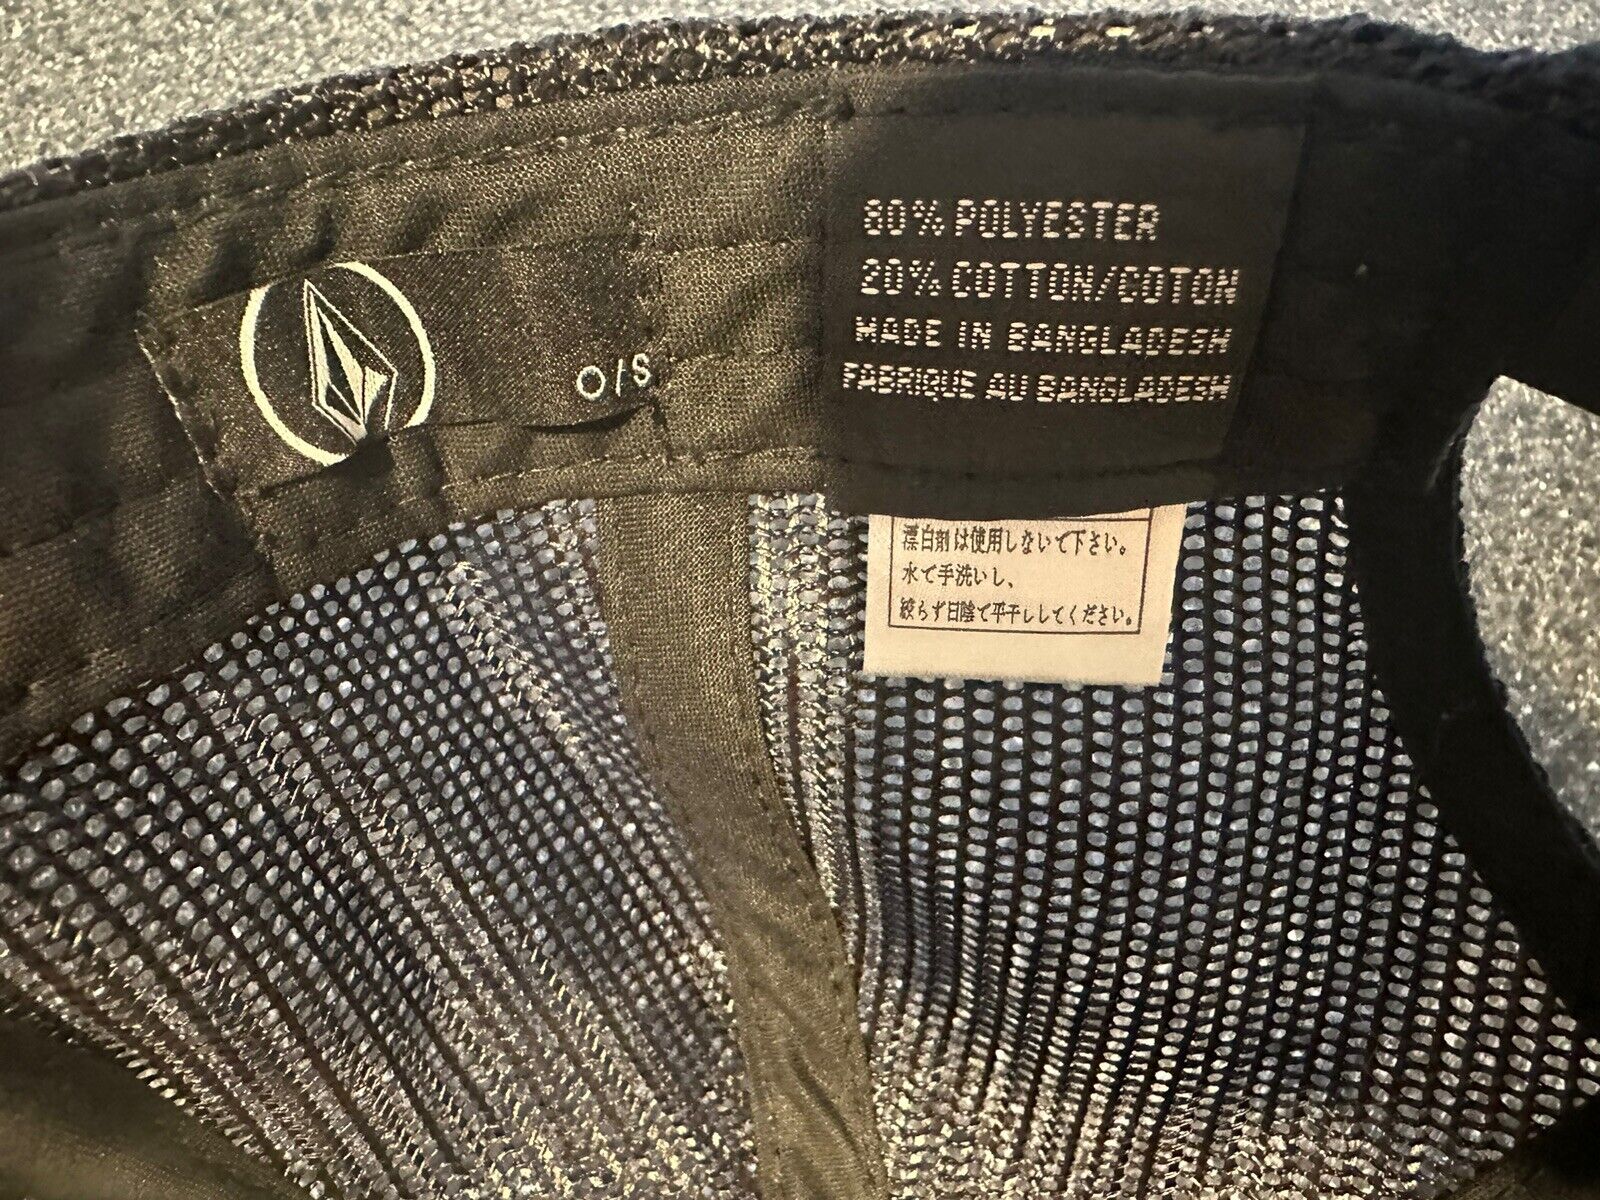 O/S
80% POLYESTER
20% COTTON/COTON
MADE IN BANGLADESH
FABRIQUE AU BANGLADESH
漂白剤は使用しないで下さい。
水で手洗いし、
絞らず日陰で平干ししてください。